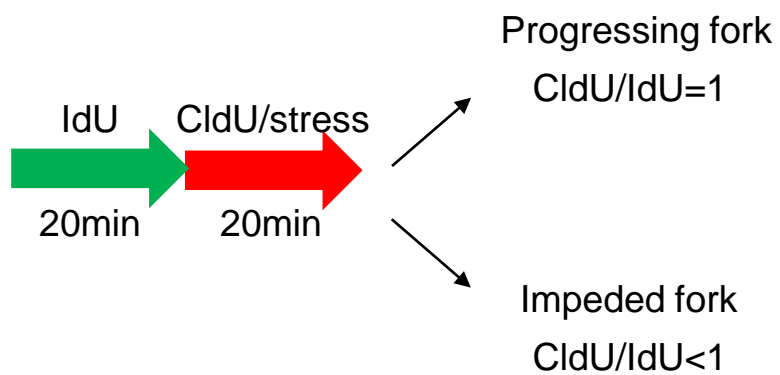 Progressing fork
CldU/IdU=1
IdU
CldU/stress
20min
20min
Impeded fork
CldU/IdU<1